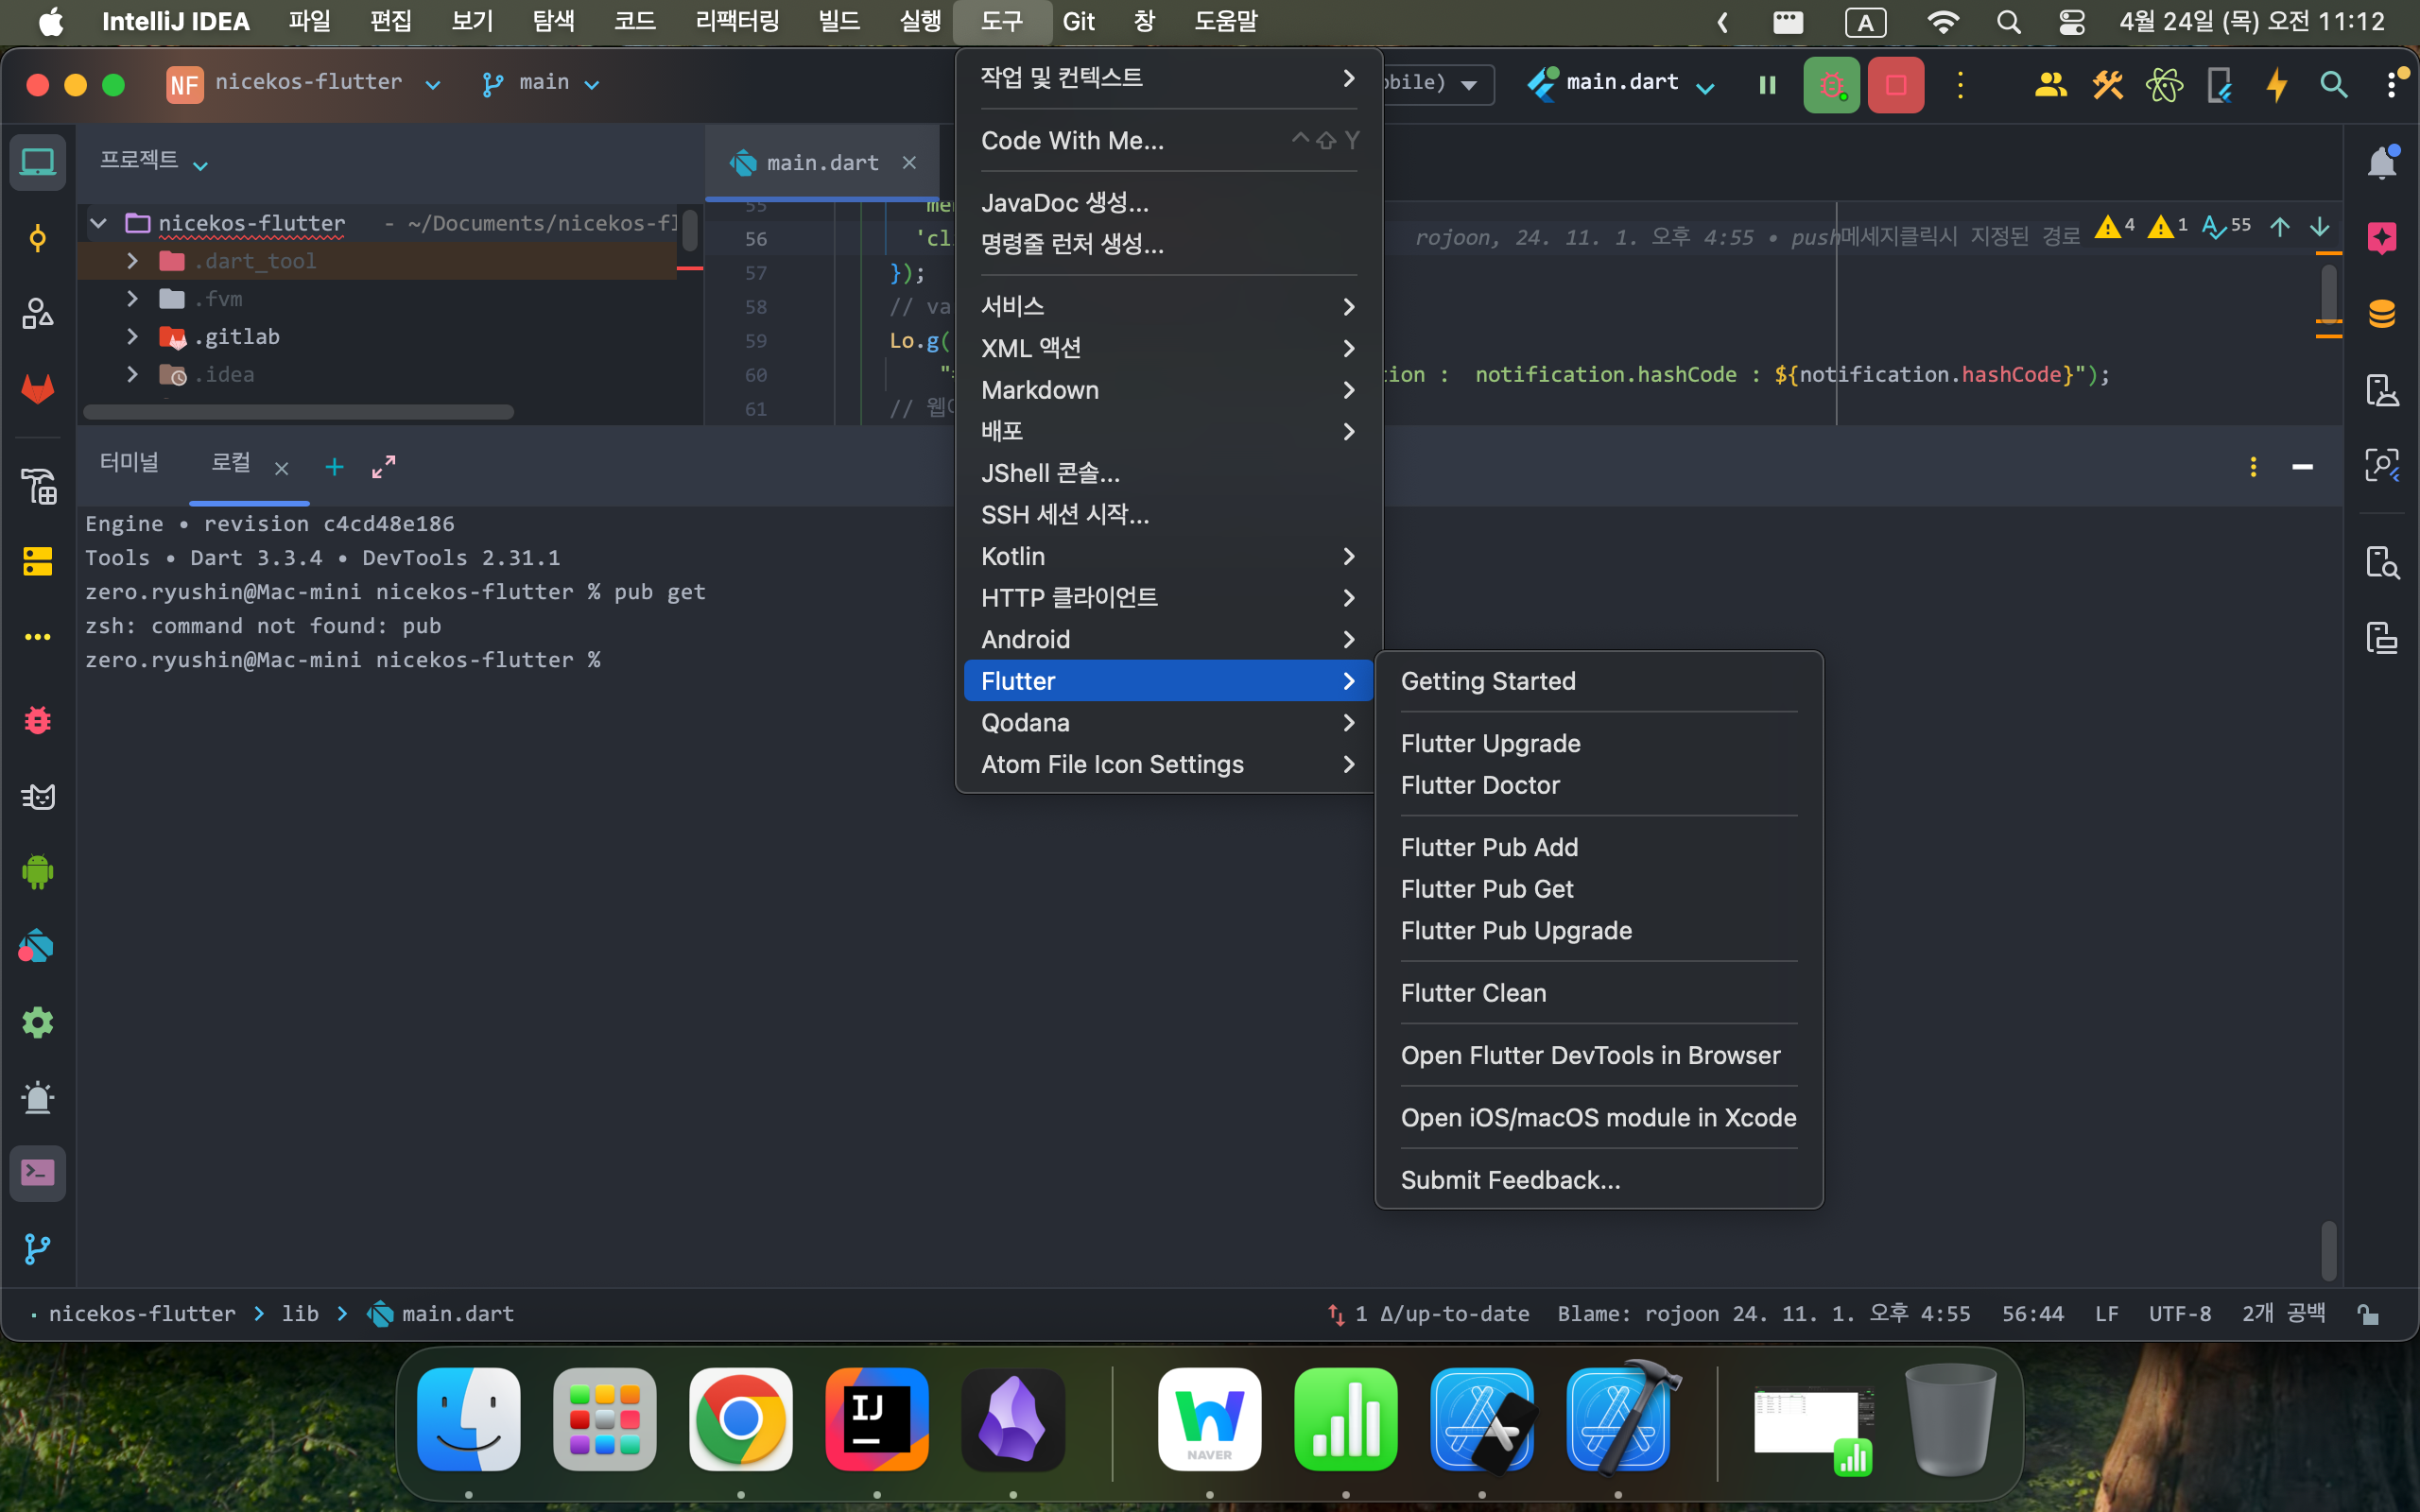 IntelliJ IDEA 파일 편집 보기 탐색 코드 리팩터링 빌드 실행 도구 Git 창 도움말 A 4월 24일 (목) 오전 11:12
NF nicekos-flutter main bile) main.dart
프로젝트
main.dart
nicekos-flutter - ~/Documents/nicekos-fl
.dart_tool
.fvm
.gitlab
.idea
55
56 'cl
57 });
58 // va
59 Lo.g(
60
61 //
rojoon, 24. 11. 1. 오후 4:55 • push메세지클릭시 지정된 경로
4 1 55
tion : notification.hashCode : ${notification.hashCode}");
작업 및 컨텍스트
Code With Me... ^⇧Y
JavaDoc 생성...
명령줄 런처 생성...
서비스
XML 액션
Markdown
배포
JShell 콘솔...
SSH 세션 시작...
Kotlin
HTTP 클라이언트
Android
Flutter
Qodana
Atom File Icon Settings
Getting Started
Flutter Upgrade
Flutter Doctor
Flutter Pub Add
Flutter Pub Get
Flutter Pub Upgrade
Flutter Clean
Open Flutter DevTools in Browser
Open iOS/macOS module in Xcode
Submit Feedback...
터미널 로컬
Engine • revision c4cd48e186
Tools • Dart 3.3.4 • DevTools 2.31.1
zero.ryushin@Mac-mini nicekos-flutter % pub get
zsh: command not found: pub
zero.ryushin@Mac-mini nicekos-flutter %
nicekos-flutter lib main.dart
1 Δ/up-to-date Blame: rojoon 24. 11. 1. 오후 4:55 56:44 LF UTF-8 2개 공백
IJ
NAVER